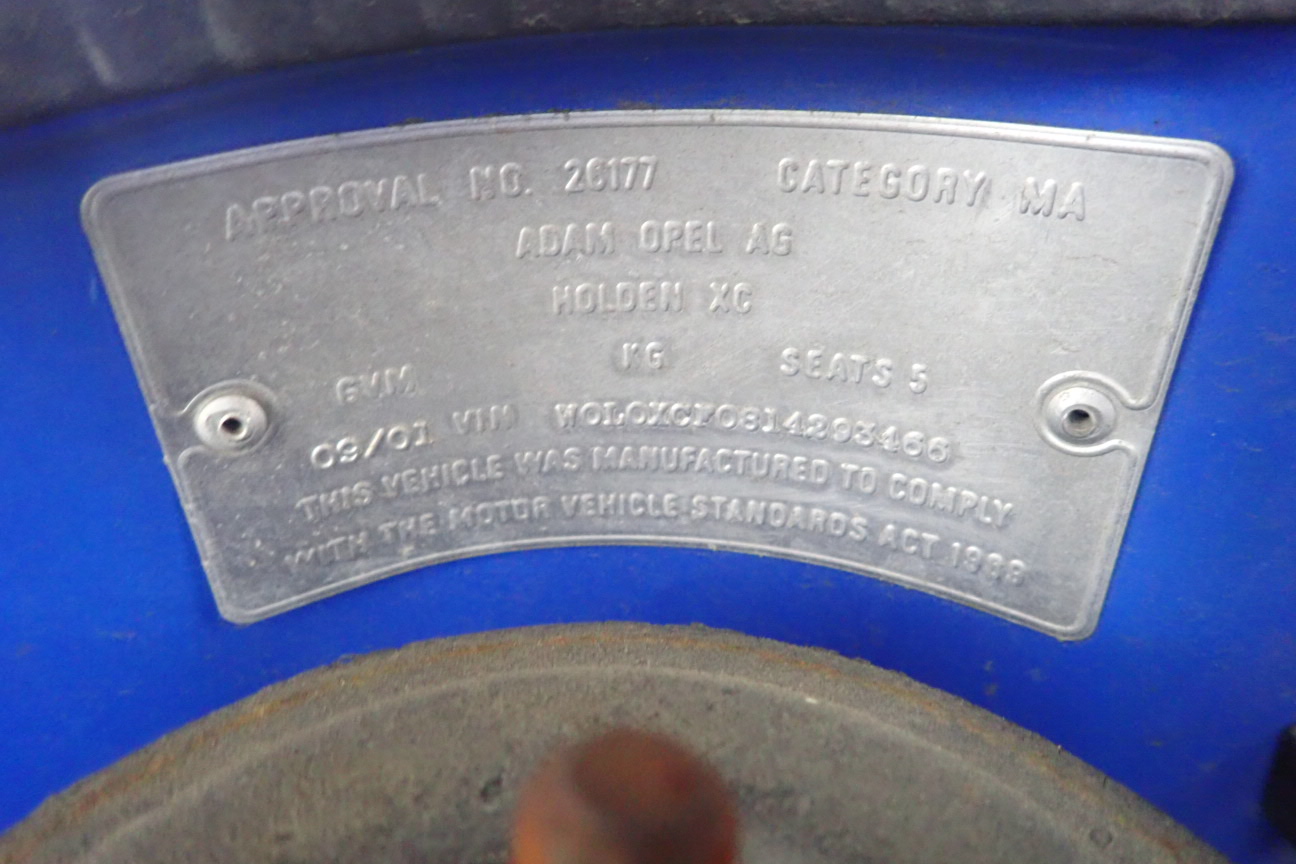 APPROVAL NO. 26177 CATEGORY MA
ADAM OPEL AG
HOLDEN XC
GVM KG SEATS 5
09/01 VIN W0L0XCF0814293466
THIS VEHICLE WAS MANUFACTURED TO COMPLY
WITH THE MOTOR VEHICLE STANDARDS ACT 1989